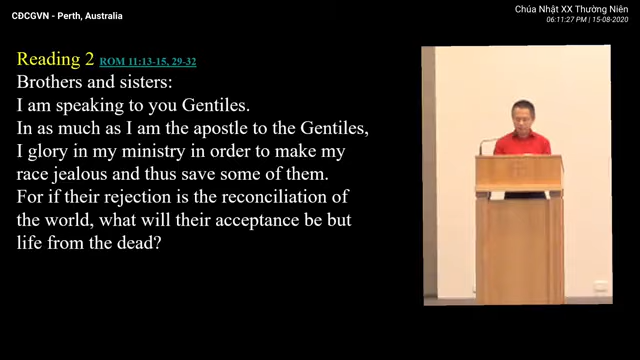 CDCGVN - Perth, Australia
Chúa Nhật XX Thường Niên
06:11:27 PM | 15-08-2020
Reading 2 ROM 11:13-15, 29-32
Brothers and sisters:
I am speaking to you Gentiles.
In as much as I am the apostle to the Gentiles,
I glory in my ministry in order to make my
race jealous and thus save some of them.
For if their rejection is the reconciliation of
the world, what will their acceptance be but
life from the dead?